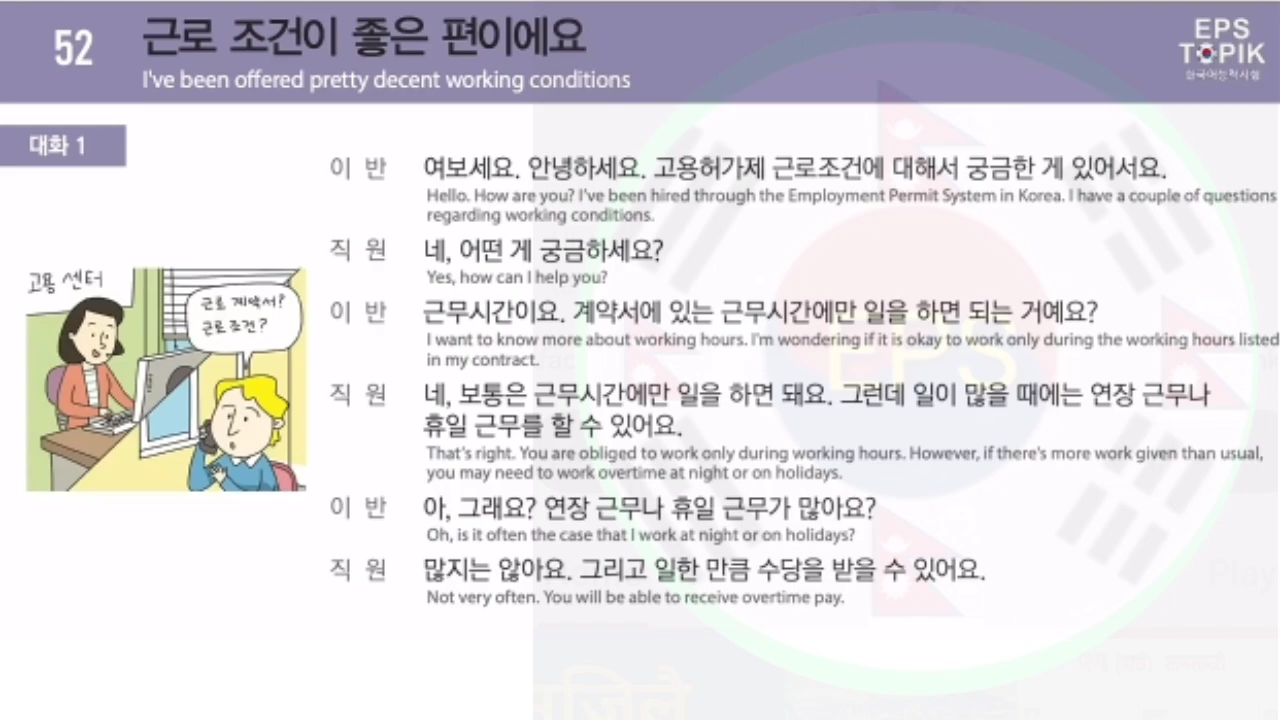 52
근로 조건이 좋은 편이에요
I've been offered pretty decent working conditions
EPS
TOPIK
한국어능력시험
대화 1
이 반 여보세요. 안녕하세요. 고용허가제 근로조건에 대해서 궁금한 게 있어서요.
Hello. How are you? I've been hired through the Employment Permit System in Korea. I have a couple of questions
regarding working conditions.
직 원 네, 어떤 게 궁금하세요?
Yes, how can I help you?
이 반 근무시간이요. 계약서에 있는 근무시간에만 일을 하면 되는 거예요?
I want to know more about working hours. I'm wondering if it is okay to work only during the working hours listed
in my contract.
직 원 네, 보통은 근무시간에만 일을 하면 돼요. 그런데 일이 많을 때에는 연장 근무나
휴일 근무를 할 수 있어요.
That's right. You are obliged to work only during working hours. However, if there's more work given than usual,
you may need to work overtime at night or on holidays.
이 반 아, 그래요? 연장 근무나 휴일 근무가 많아요?
Oh, is it often the case that I work at night or on holidays?
직 원 많지는 않아요. 그리고 일한 만큼 수당을 받을 수 있어요.
Not very often. You will be able to receive overtime pay.
고용 센터
근로 계약서?
근로조건?
EPS
Play